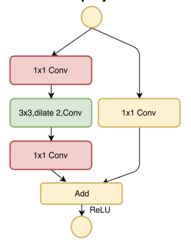 1x1 Conv
3x3,dilate 2,Conv
1x1 Conv
1x1 Conv
Add
ReLU